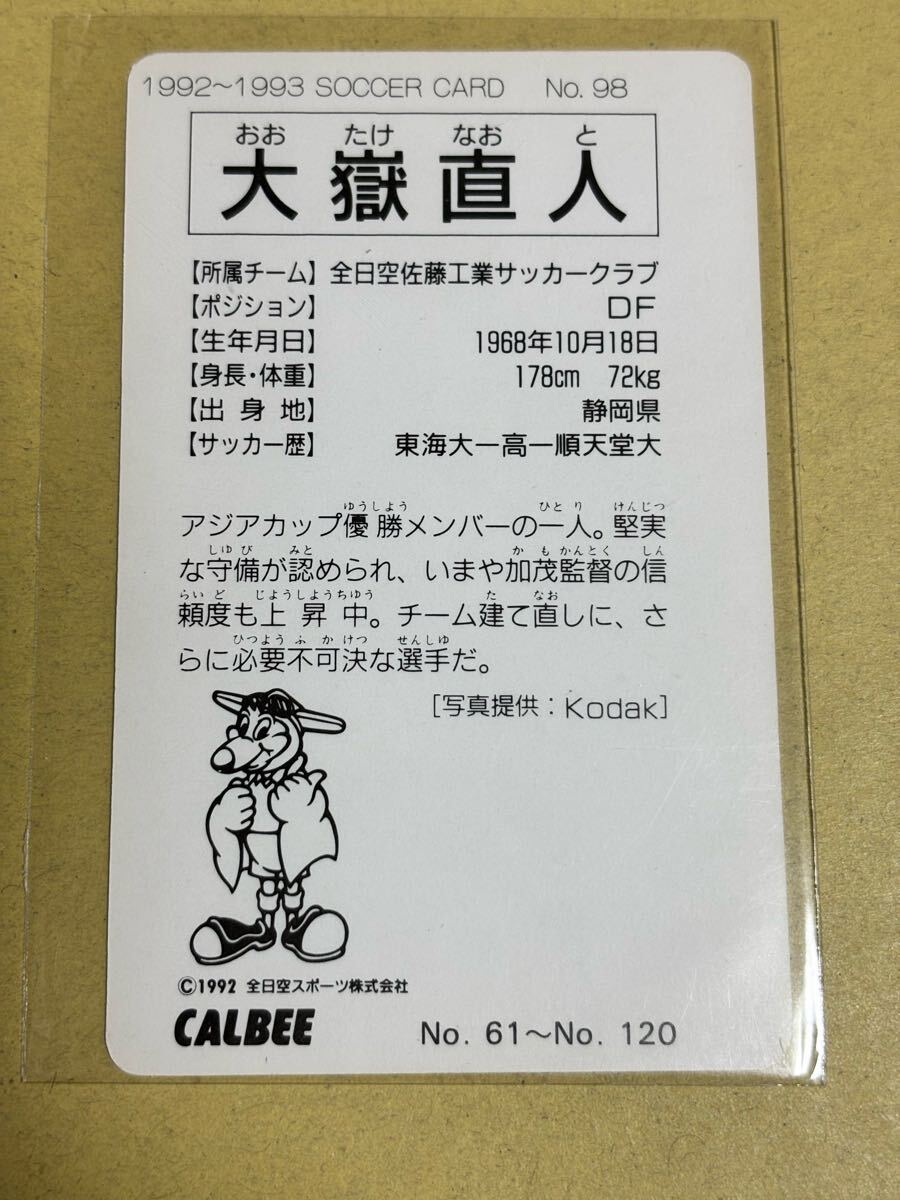 1992〜1993 SOCCER CARD No. 98
おお たけ なお と
大嶽直人
【所属チーム】 全日空佐藤工業サッカークラブ
【ポジション】 DF
【生年月日】 1968年10月18日
【身長・体重】 178cm 72kg
【出身地】 静岡県
【サッカー歴】 東海大一高ー順天堂大
ゆうしよう ひとり けんじつ
アジアカップ優勝メンバーの一人。堅実
しゆび みと かもかんとく しん
な守備が認められ、いまや加茂監督の信
らいど じようしようちゆう た なお
頼度も上昇中。チーム建て直しに、さ
ひつようふかけつ せんしゆ
らに必要不可決な選手だ。
[写真提供:Kodak]
©1992 全日空スポーツ株式会社
CALBEE No. 61〜No. 120